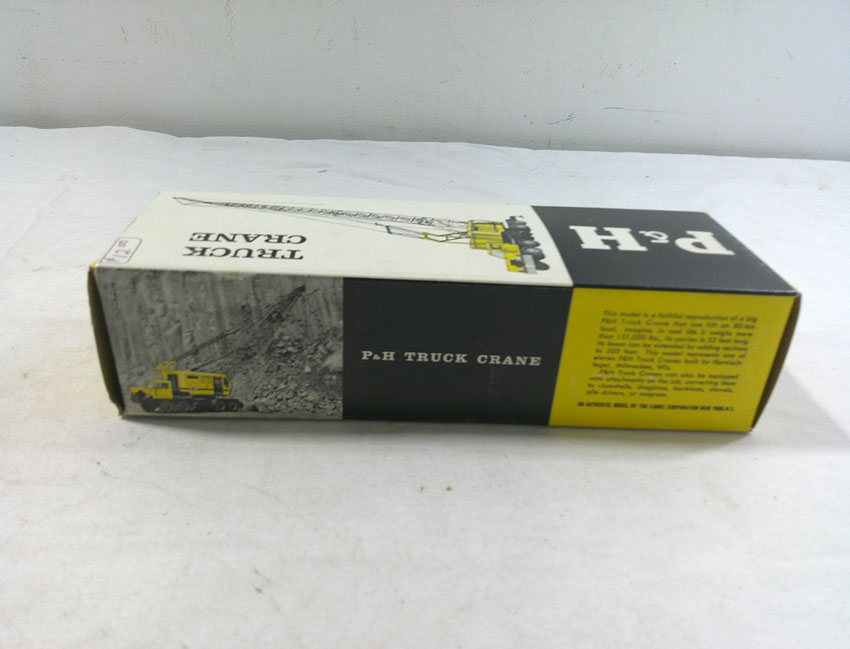 P&H
TRUCK
CRANE
P&H TRUCK CRANE
This model is a faithful reproduction of a big
P&H Truck Crane that can lift an 80-ton
load. Imagine, in real life it weighs more
than 131,000 lbs., its carrier is 32 feet long,
its boom can be extended by adding sections
to 200 feet. This model represents one of
eleven P&H Truck Cranes built by Harnisch-
feger, Milwaukee, Wis.
P&H Truck Cranes can also be equipped
with attachments on the job, converting them
to clamshells, draglines, backhoes, shovels,
pile drivers, or magnets.
AN AUTHENTIC MODEL BY THE LIONEL CORPORATION NEW YORK, N.Y.